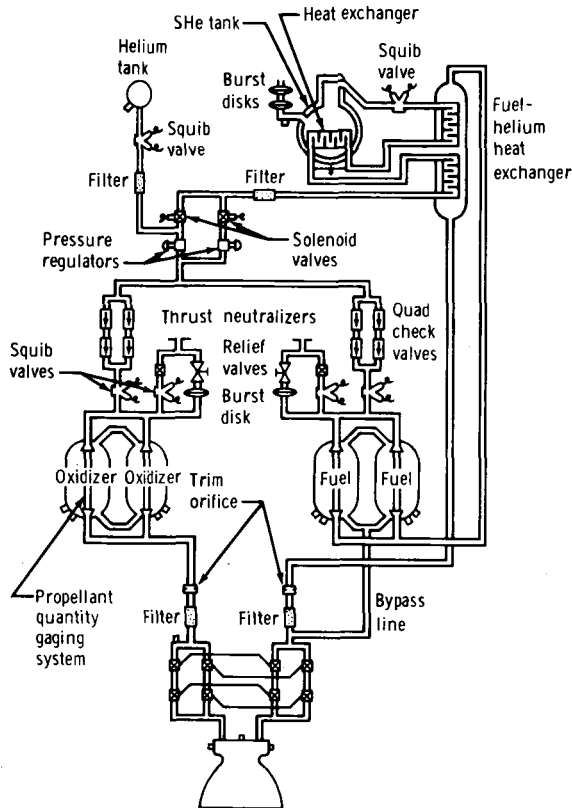 Heat exchanger
SHe tank
Helium
tank
Burst
disks
Squib
valve
Fuel-
helium
heat
exchanger
Squib
valve
Filter
Filter
Pressure
regulators
Solenoid
valves
Thrust neutralizers
Quad
check
valves
Squib
valves
Relief
valves
Burst
disk
Oxidizer
Oxidizer
Trim
orifice
Fuel
Fuel
Propellant
quantity
gaging
system
Filter
Filter
Bypass
line